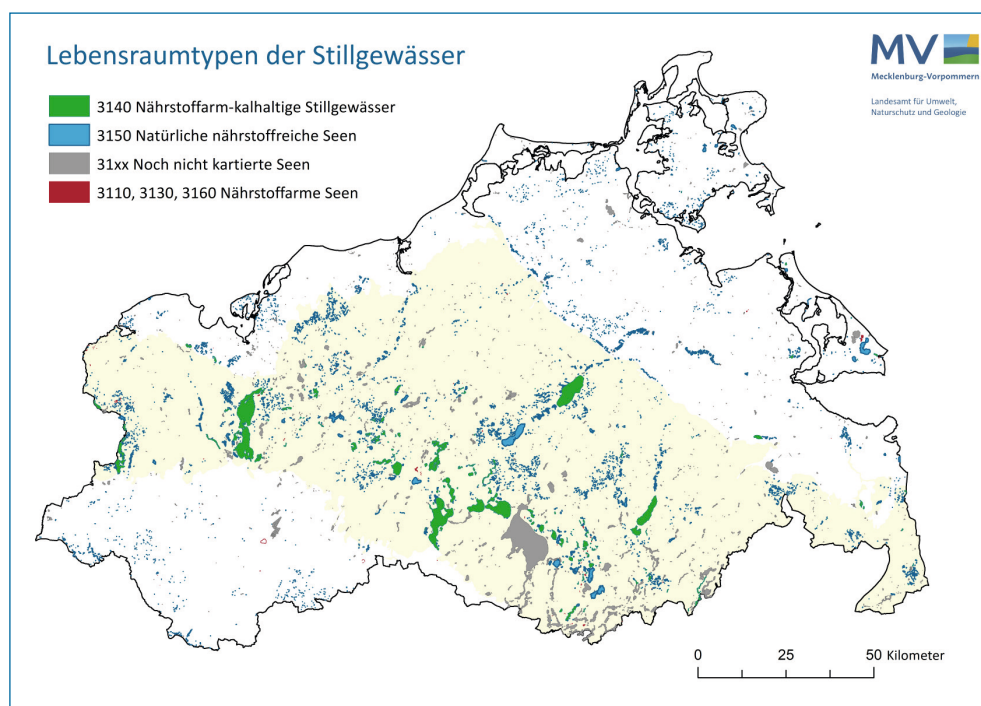 Lebensraumtypen der Stillgewässer
MV
Mecklenburg-Vorpommern
Landesamt für Umwelt,
Naturschutz und Geologie
3140 Nährstoffarm-kalhaltige Stillgewässer
3150 Natürliche nährstoffreiche Seen
31xx Noch nicht kartierte Seen
3110, 3130, 3160 Nährstoffarme Seen
0 25 50 Kilometer